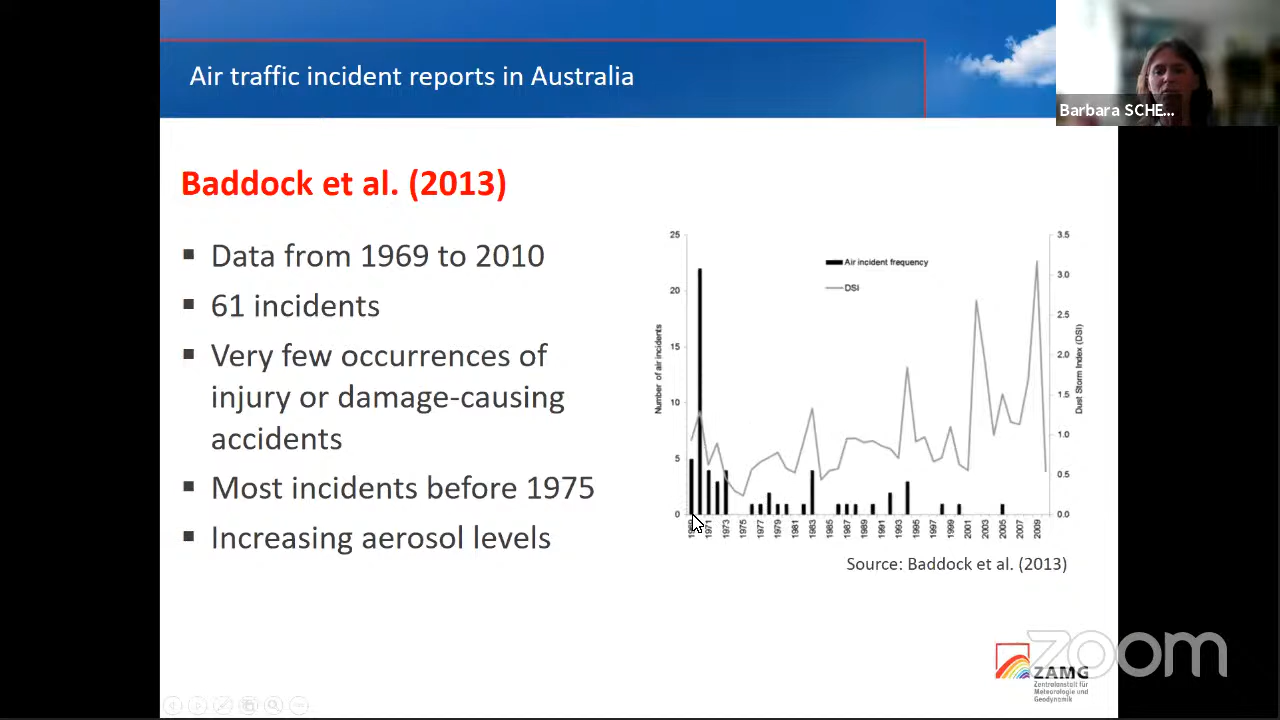 Air traffic incident reports in Australia
Barbara SCHE...
Baddock et al. (2013)
▪ Data from 1969 to 2010
▪ 61 incidents
▪ Very few occurrences of
injury or damage-causing
accidents
▪ Most incidents before 1975
▪ Increasing aerosol levels
25
20
15
10
5
0
Number of air incidents
Air incident frequency
DSI
3.5
3.0
2.5
2.0
1.5
1.0
0.5
0.0
Dust Storm Index (DSI)
1971
1973
1975
1977
1979
1981
1983
1985
1987
1989
1991
1993
1995
1997
1999
2001
2003
2005
2007
2009
Source: Baddock et al. (2013)
zoom
ZAMG
Zentralanstalt für
Meteorologie und
Geodynamik